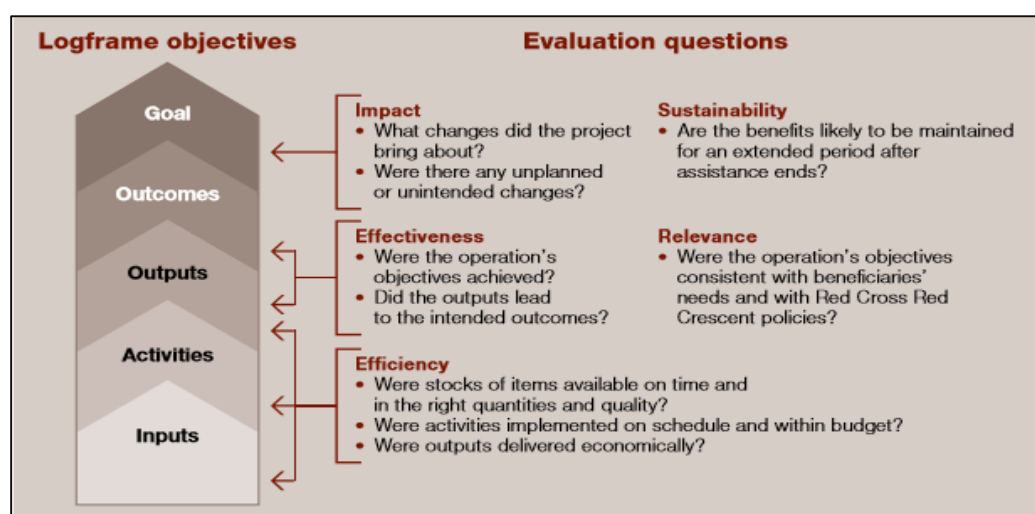 Logframe objectives
Evaluation questions
Goal
Outcomes
Outputs
Activities
Inputs
Impact
• What changes did the project
bring about?
• Were there any unplanned
or unintended changes?
Sustainability
• Are the benefits likely to be maintained
for an extended period after
assistance ends?
Effectiveness
• Were the operation's
objectives achieved?
• Did the outputs lead
to the intended outcomes?
Relevance
• Were the operation's objectives
consistent with beneficiaries'
needs and with Red Cross Red
Crescent policies?
Efficiency
• Were stocks of items available on time and
in the right quantities and quality?
• Were activities implemented on schedule and within budget?
• Were outputs delivered economically?